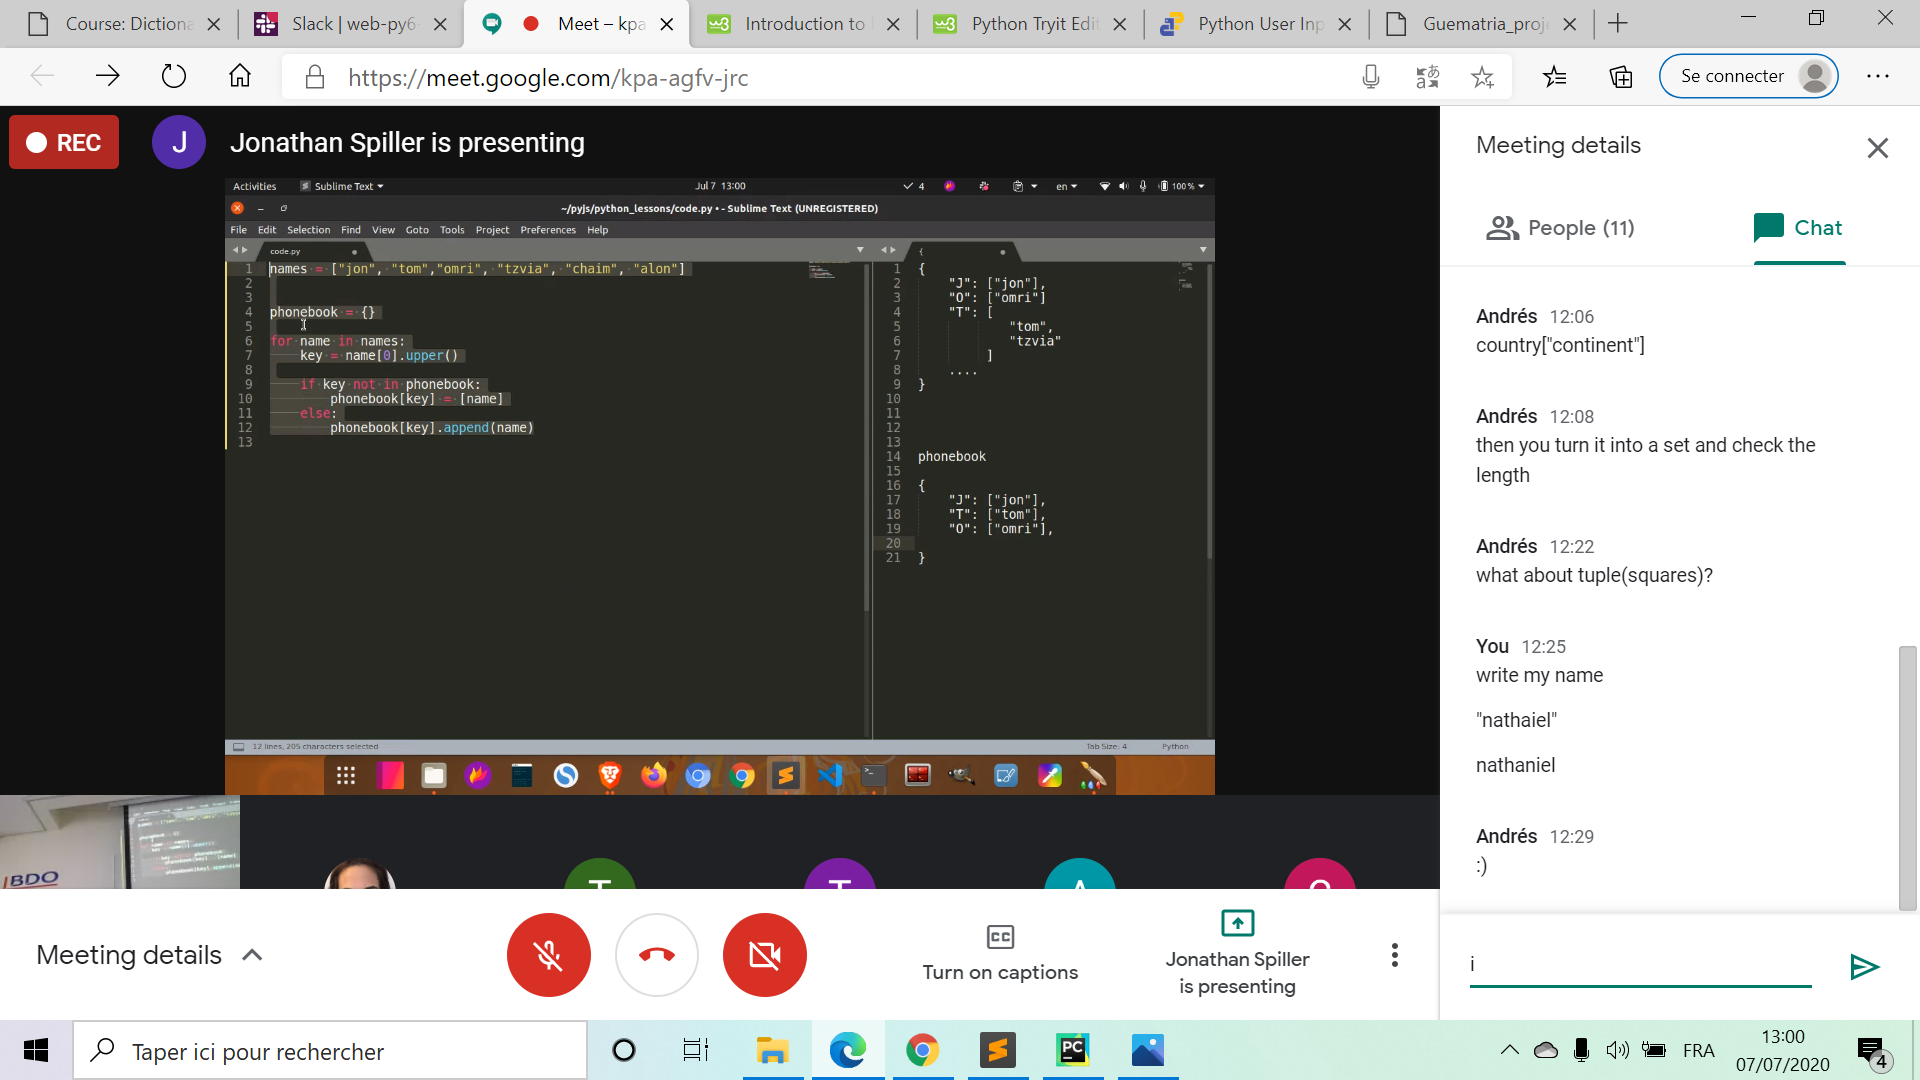 Course: Dictiona
Slack | web-py6-
Meet – kpa
Introduction to
Python Tryit Edit
Python User Inp
Guematria_proje
https://meet.google.com/kpa-agfv-jrc
Se connecter
REC
J
Jonathan Spiller is presenting
Activities
Sublime Text
Jul 7 13:00
4
en
100 %
~/pyjs/python_lessons/code.py • - Sublime Text (UNREGISTERED)
File Edit Selection Find View Goto Tools Project Preferences Help
code.py
1 names = ["jon", "tom","omri", "tzvia", "chaim", "alon"]
2
3
4 phonebook = {}
5
6 for name in names:
7 key = name[0].upper()
8
9 if key not in phonebook:
10 phonebook[key] = [name]
11 else:
12 phonebook[key].append(name)
13
{
1 {
2 "J": ["jon"],
3 "O": ["omri"]
4 "T": [
5 "tom",
6 "tzvia"
7 ]
8 ....
9 }
10
11
12
13
14 phonebook
15
16 {
17 "J": ["jon"],
18 "T": ["tom"],
19 "O": ["omri"],
20
21 }
12 lines, 205 characters selected
Tab Size: 4
Python
BDO
Meeting details
Turn on captions
Jonathan Spiller
is presenting
Meeting details
People (11)
Chat
Andrés 12:06
country["continent"]
Andrés 12:08
then you turn it into a set and check the
length
Andrés 12:22
what about tuple(squares)?
You 12:25
write my name
"nathaiel"
nathaniel
Andrés 12:29
:)
i
Taper ici pour rechercher
PC
FRA
13:00
07/07/2020
4